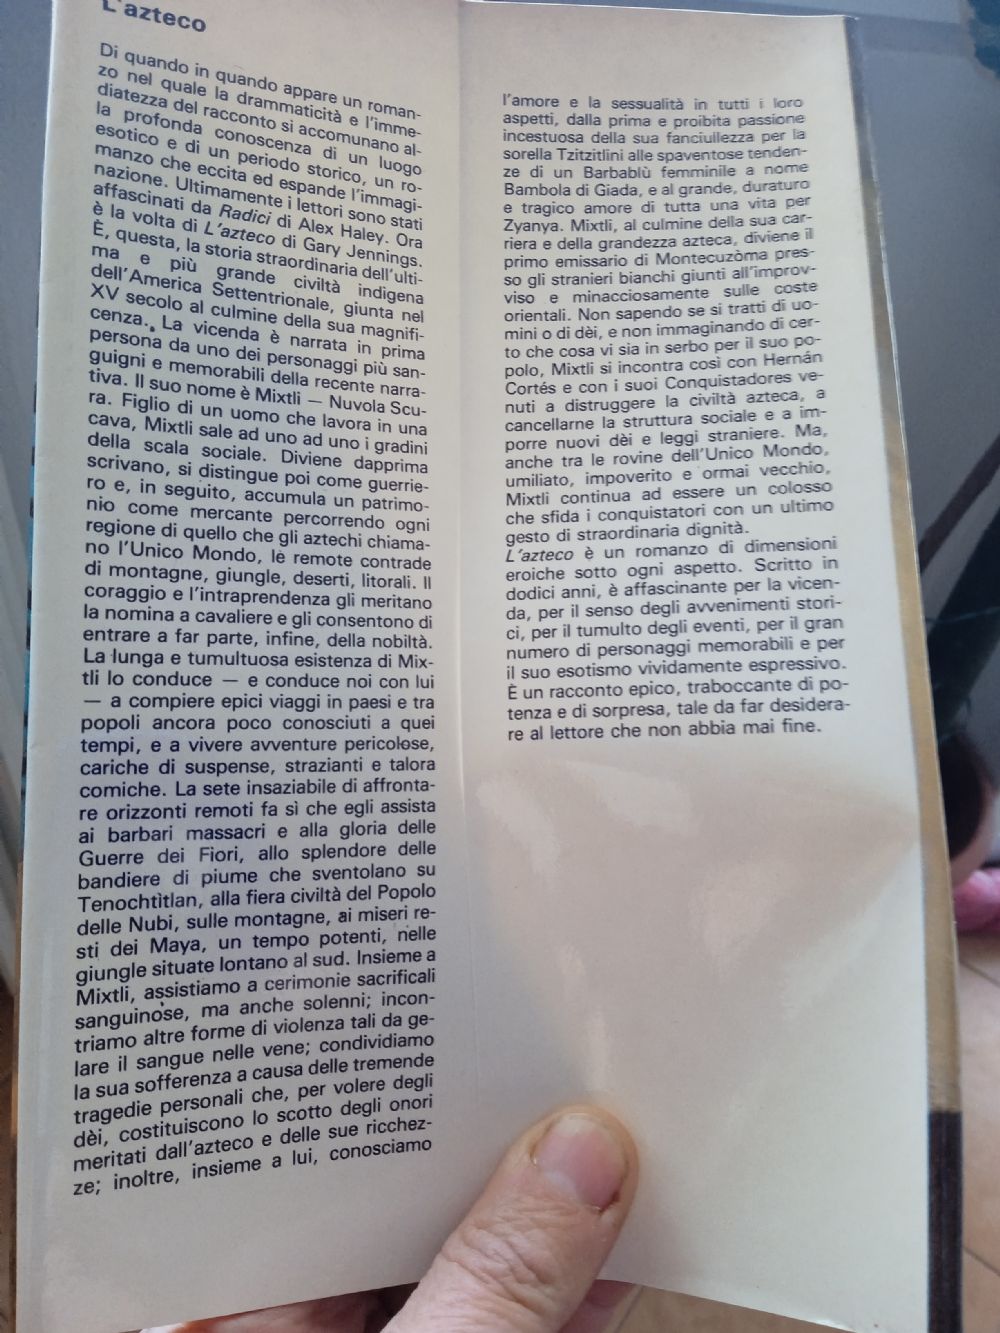 L'azteco
Di quando in quando appare un roman-
zo nel quale la drammaticità e l'imme-
diatezza del racconto si accomunano al-
la profonda conoscenza di un luogo
esotico e di un periodo storico, un ro-
manzo che eccita ed espande l'immagi-
nazione. Ultimamente i lettori sono stati
affascinati da Radici di Alex Haley. Ora
è la volta di L'azteco di Gary Jennings.
È, questa, la storia straordinaria dell'ulti-
ma e più grande civiltà indigena
dell'America Settentrionale, giunta nel
XV secolo al culmine della sua magnifi-
cenza. La vicenda è narrata in prima
persona da uno dei personaggi più san-
guigni e memorabili della recente narra-
tiva. Il suo nome è Mixtli — Nuvola Scu-
ra. Figlio di un uomo che lavora in una
cava, Mixtli sale ad uno ad uno i gradini
della scala sociale. Diviene dapprima
scrivano, si distingue poi come guerrie-
ro e, in seguito, accumula un patrimo-
nio come mercante percorrendo ogni
regione di quello che gli aztechi chiama-
no l'Unico Mondo, le remote contrade
di montagne, giungle, deserti, litorali. Il
coraggio e l'intraprendenza gli meritano
la nomina a cavaliere e gli consentono di
entrare a far parte, infine, della nobiltà.
La lunga e tumultuosa esistenza di Mix-
tli lo conduce — e conduce noi con lui
— a compiere epici viaggi in paesi e tra
popoli ancora poco conosciuti a quei
tempi, e a vivere avventure pericolose,
cariche di suspense, strazianti e talora
comiche. La sete insaziabile di affronta-
re orizzonti remoti fa sì che egli assista
ai barbari massacri e alla gloria delle
Guerre dei Fiori, allo splendore delle
bandiere di piume che sventolano su
Tenochtìtlan, alla fiera civiltà del Popolo
delle Nubi, sulle montagne, ai miseri re-
sti dei Maya, un tempo potenti, nelle
giungle situate lontano al sud. Insieme a
Mixtli, assistiamo a cerimonie sacrificali
sanguinose, ma anche solenni; incon-
triamo altre forme di violenza tali da ge-
lare il sangue nelle vene; condividiamo
la sua sofferenza a causa delle tremende
tragedie personali che, per volere degli
dèi, costituiscono lo scotto degli onori
meritati dall'azteco e delle sue ricchez-
ze; inoltre, insieme a lui, conosciamo
l'amore e la sessualità in tutti i loro
aspetti, dalla prima e proibita passione
incestuosa della sua fanciullezza per la
sorella Tzitzitlini alle spaventose tenden-
ze di un Barbablù femminile a nome
Bambola di Giada, e al grande, duraturo
e tragico amore di tutta una vita per
Zyanya. Mixtli, al culmine della sua car-
riera e della grandezza azteca, diviene il
primo emissario di Montecuzòma pres-
so gli stranieri bianchi giunti all'improv-
viso e minacciosamente sulle coste
orientali. Non sapendo se si tratti di uo-
mini o di dèi, e non immaginando di cer-
to che cosa vi sia in serbo per il suo po-
polo, Mixtli si incontra così con Hernán
Cortés e con i suoi Conquistadores ve-
nuti a distruggere la civiltà azteca, a
cancellarne la struttura sociale e a im-
porre nuovi dèi e leggi straniere. Ma,
anche tra le rovine dell'Unico Mondo,
umiliato, impoverito e ormai vecchio,
Mixtli continua ad essere un colosso
che sfida i conquistatori con un ultimo
gesto di straordinaria dignità.
L'azteco è un romanzo di dimensioni
eroiche sotto ogni aspetto. Scritto in
dodici anni, è affascinante per la vicen-
da, per il senso degli avvenimenti stori-
ci, per il tumulto degli eventi, per il gran
numero di personaggi memorabili e per
il suo esotismo vividamente espressivo.
È un racconto epico, traboccante di po-
tenza e di sorpresa, tale da far desidera-
re al lettore che non abbia mai fine.